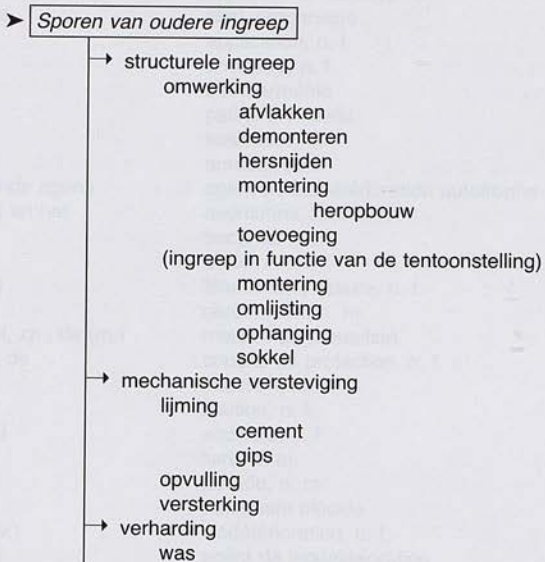 ➤ Sporen van oudere ingreep
structurele ingreep
omwerking
afvlakken
demonteren
hersnijden
montering
heropbouw
toevoeging
(ingreep in functie van de tentoonstelling)
montering
omlijsting
ophanging
sokkel
mechanische versteviging
lijming
cement
gips
opvulling
versterking
verharding
was